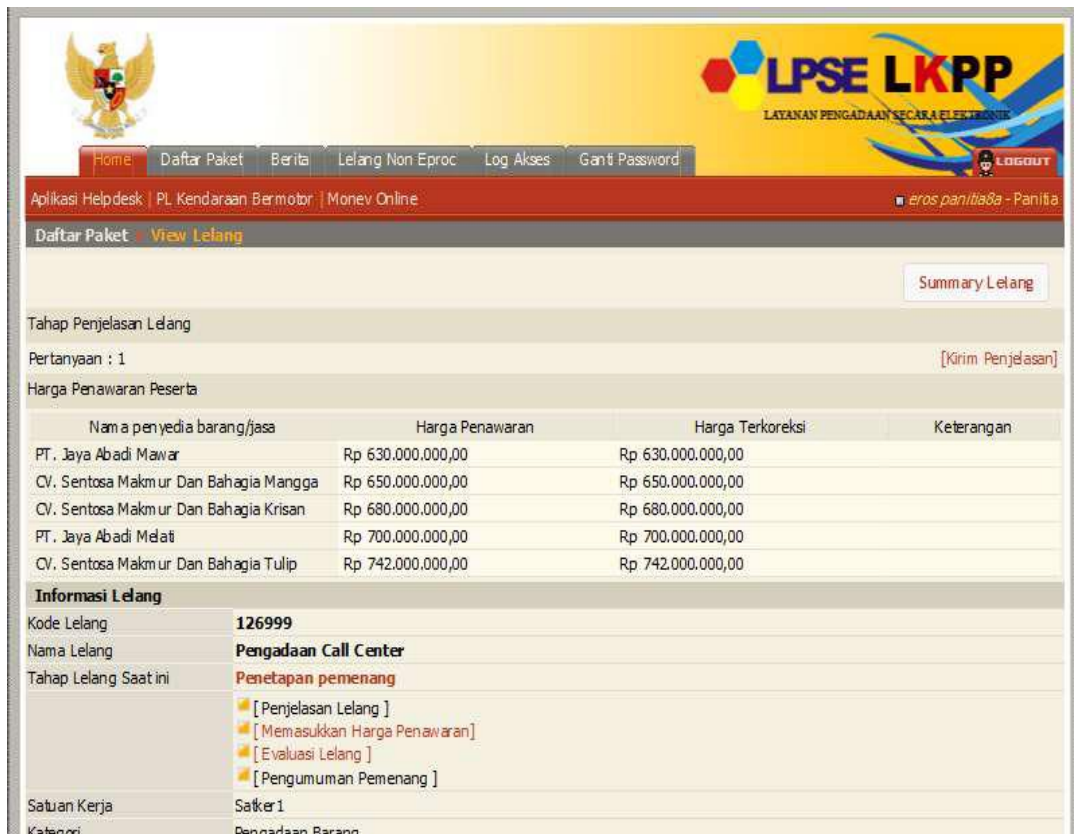 LPSE LKPP
LAYANAN PENGADAAN SECARA ELEKTRONIK
Home Daftar Paket Berita Lelang Non Eproc Log Akses Ganti Password LOGOUT
Aplikasi Helpdesk | PL Kendaraan Bermotor | Monev Online eros panitia8a - Panitia
Daftar Paket » View Lelang
Summary Lelang
Tahap Penjelasan Lelang
Pertanyaan : 1 [Kirim Penjelasan]
Harga Penawaran Peserta
Nama penyedia barang/jasa Harga Penawaran Harga Terkoreksi Keterangan
PT. Jaya Abadi Mawar Rp 630.000.000,00 Rp 630.000.000,00
CV. Sentosa Makmur Dan Bahagia Mangga Rp 650.000.000,00 Rp 650.000.000,00
CV. Sentosa Makmur Dan Bahagia Krisan Rp 680.000.000,00 Rp 680.000.000,00
PT. Jaya Abadi Melati Rp 700.000.000,00 Rp 700.000.000,00
CV. Sentosa Makmur Dan Bahagia Tulip Rp 742.000.000,00 Rp 742.000.000,00
Informasi Lelang
Kode Lelang 126999
Nama Lelang Pengadaan Call Center
Tahap Lelang Saat ini Penetapan pemenang
[ Penjelasan Lelang ]
[ Memasukkan Harga Penawaran]
[ Evaluasi Lelang ]
[ Pengumuman Pemenang ]
Satuan Kerja Satker1
Kategori Pengadaan Barang